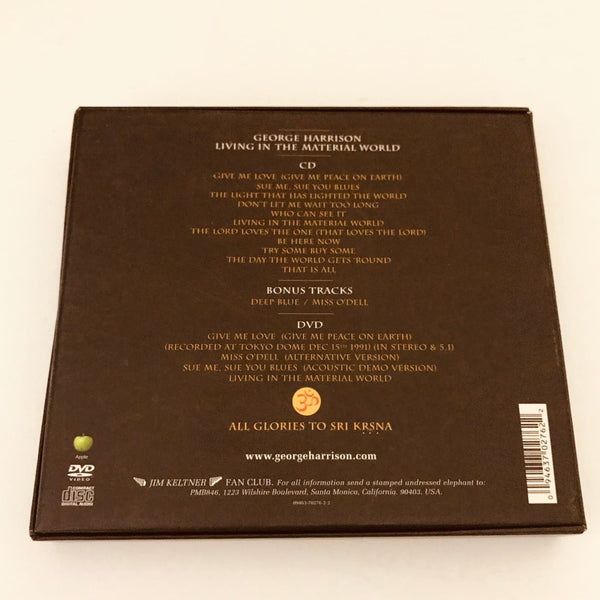 GEORGE HARRISON
LIVING IN THE MATERIAL WORLD
CD
GIVE ME LOVE (GIVE ME PEACE ON EARTH)
SUE ME, SUE YOU BLUES
THE LIGHT THAT HAS LIGHTED THE WORLD
DON'T LET ME WAIT TOO LONG
WHO CAN SEE IT
LIVING IN THE MATERIAL WORLD
THE LORD LOVES THE ONE (THAT LOVES THE LORD)
BE HERE NOW
TRY SOME BUY SOME
THE DAY THE WORLD GETS 'ROUND
THAT IS ALL
BONUS TRACKS
DEEP BLUE / MISS O'DELL
DVD
GIVE ME LOVE (GIVE ME PEACE ON EARTH)
(RECORDED AT TOKYO DOME DEC 15TH 1991) (IN STEREO & 5.1)
MISS O'DELL (ALTERNATIVE VERSION)
SUE ME, SUE YOU BLUES (ACOUSTIC DEMO VERSION)
LIVING IN THE MATERIAL WORLD
ॐ
ALL GLORIES TO SRI KṚṢṆA
www.georgeharrison.com
Apple
DVD
VIDEO
COMPACT
disc
DIGITAL AUDIO
JIM KELTNER FAN CLUB. For all information send a stamped undressed elephant to:
PMB846, 1223 Wilshire Boulevard, Santa Monica, California. 90403. USA.
0 94637 02762 2